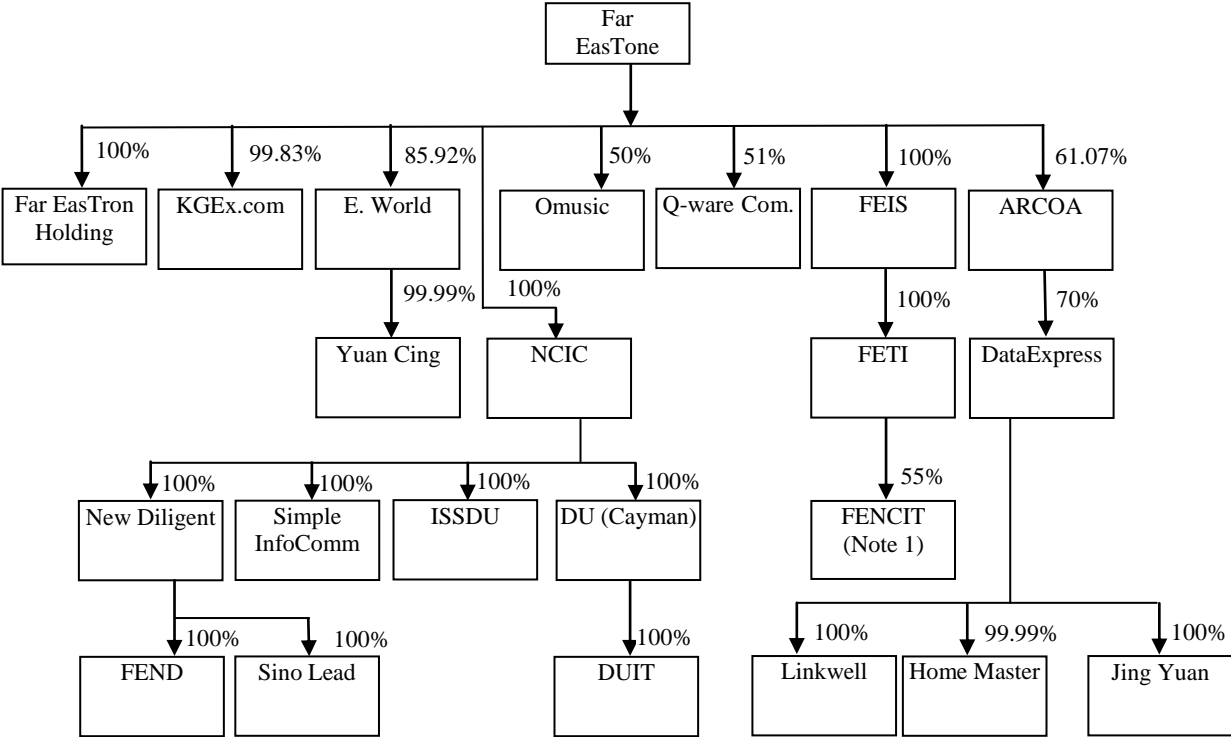 Far
EasTone
100%
99.83%
85.92%
50%
51%
100%
61.07%
Far EasTron
Holding
KGEx.com
E. World
Omusic
Q-ware Com.
FEIS
ARCOA
99.99%
100%
100%
70%
Yuan Cing
NCIC
FETI
DataExpress
100%
100%
100%
100%
55%
New Diligent
Simple
InfoComm
ISSDU
DU (Cayman)
FENCIT
(Note 1)
100%
100%
100%
100%
99.99%
100%
FEND
Sino Lead
DUIT
Linkwell
Home Master
Jing Yuan